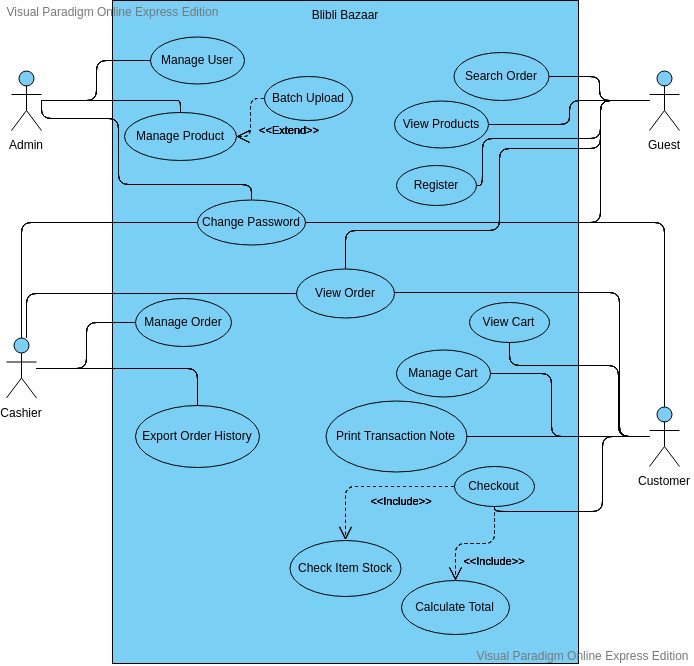 Visual Paradigm Online Express Edition
Blibli Bazaar
Manage User
Search Order
Batch Upload
View Products
<<Extend>>
Manage Product
Admin
Guest
Register
Change Password
View Order
Manage Order
View Cart
Manage Cart
Cashier
Export Order History
Print Transaction Note
Customer
Checkout
<<Include>>
<<Include>>
Check Item Stock
Calculate Total
Visual Paradigm Online Express Edition